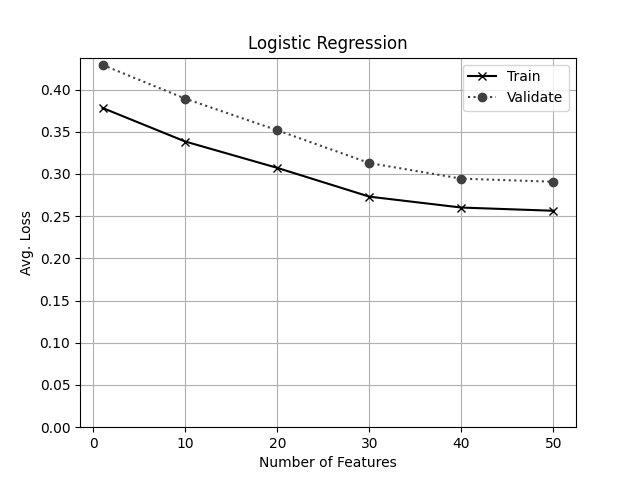 Logistic Regression
Train
Validate
0.40
0.35
0.30
0.25
0.20
0.15
0.10
0.05
0.00
Avg. Loss
0 10 20 30 40 50
Number of Features